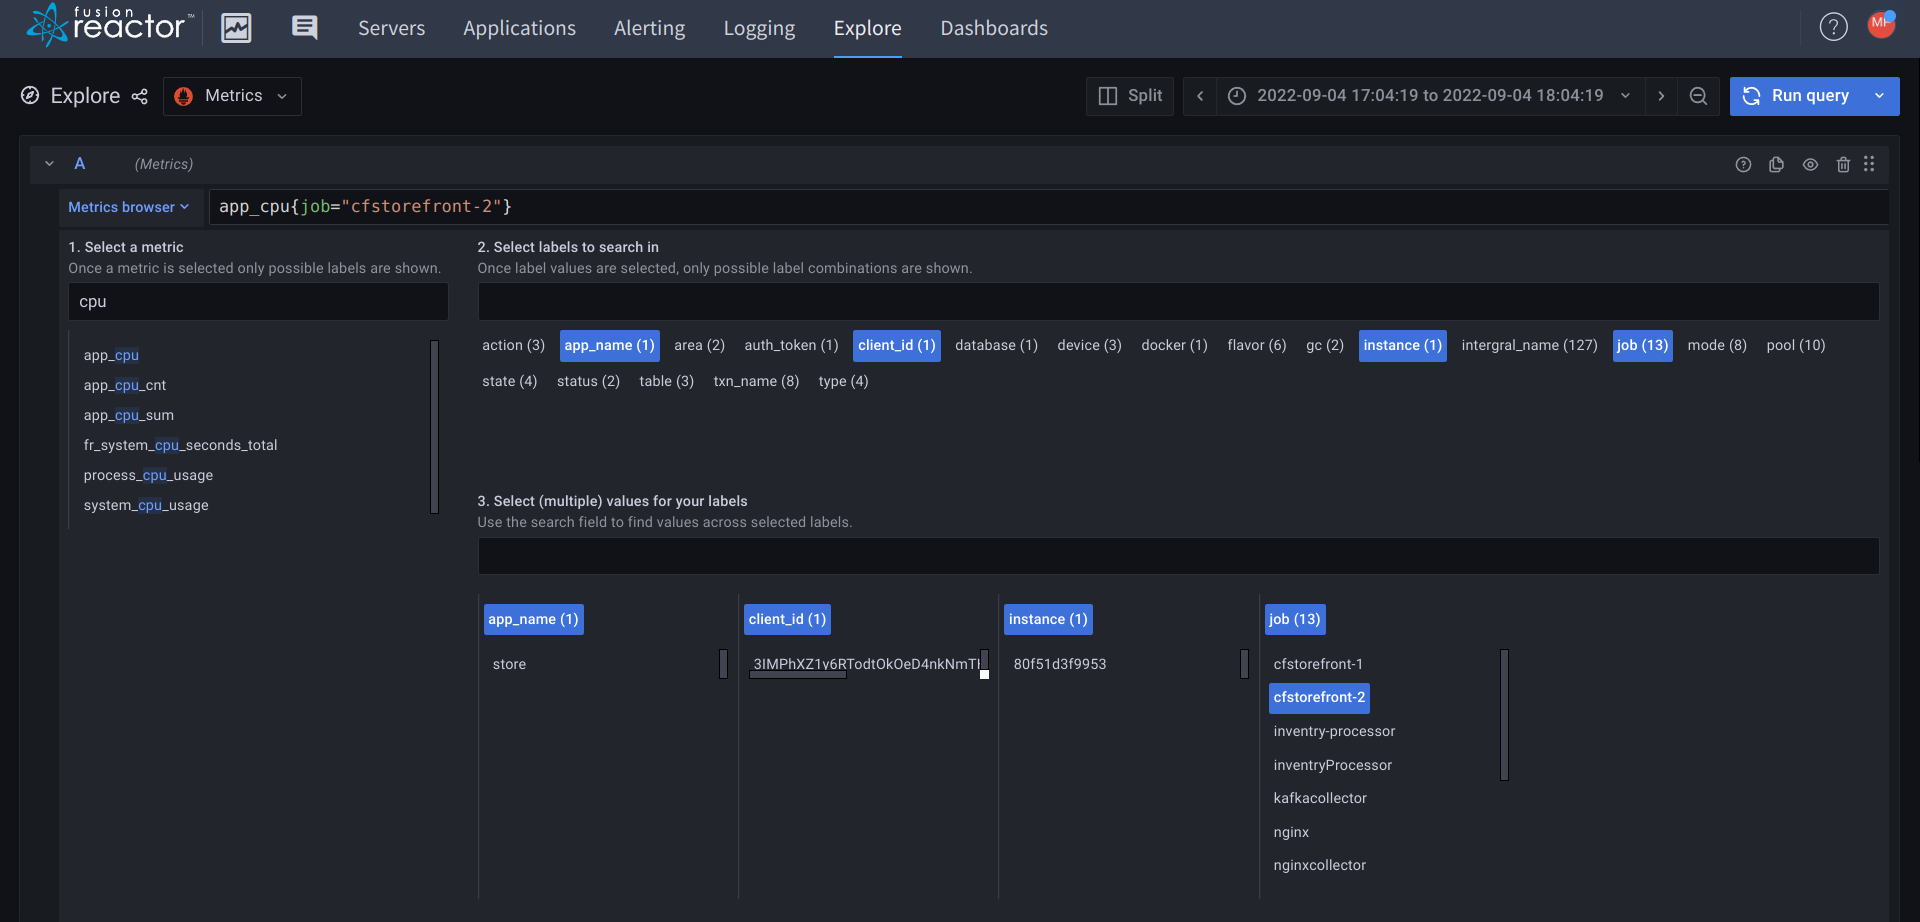 fusion
reactor™
Servers Applications Alerting Logging Explore Dashboards
Explore Metrics Split 2022-09-04 17:04:19 to 2022-09-04 18:04:19 Run query
A (Metrics)
Metrics browser app_cpu{job="cfstorefront-2"}
1. Select a metric
Once a metric is selected only possible labels are shown.
cpu
app_cpu
app_cpu_cnt
app_cpu_sum
fr_system_cpu_seconds_total
process_cpu_usage
system_cpu_usage
2. Select labels to search in
Once label values are selected, only possible label combinations are shown.
action (3) app_name (1) area (2) auth_token (1) client_id (1) database (1) device (3) docker (1) flavor (6) gc (2) instance (1) intergral_name (127) job (13) mode (8) pool (10)
state (4) status (2) table (3) txn_name (8) type (4)
3. Select (multiple) values for your labels
Use the search field to find values across selected labels.
app_name (1)
store
client_id (1)
instance (1)
80f51d3f9953
job (13)
cfstorefront-1
cfstorefront-2
inventry-processor
inventryProcessor
kafkacollector
nginx
nginxcollector